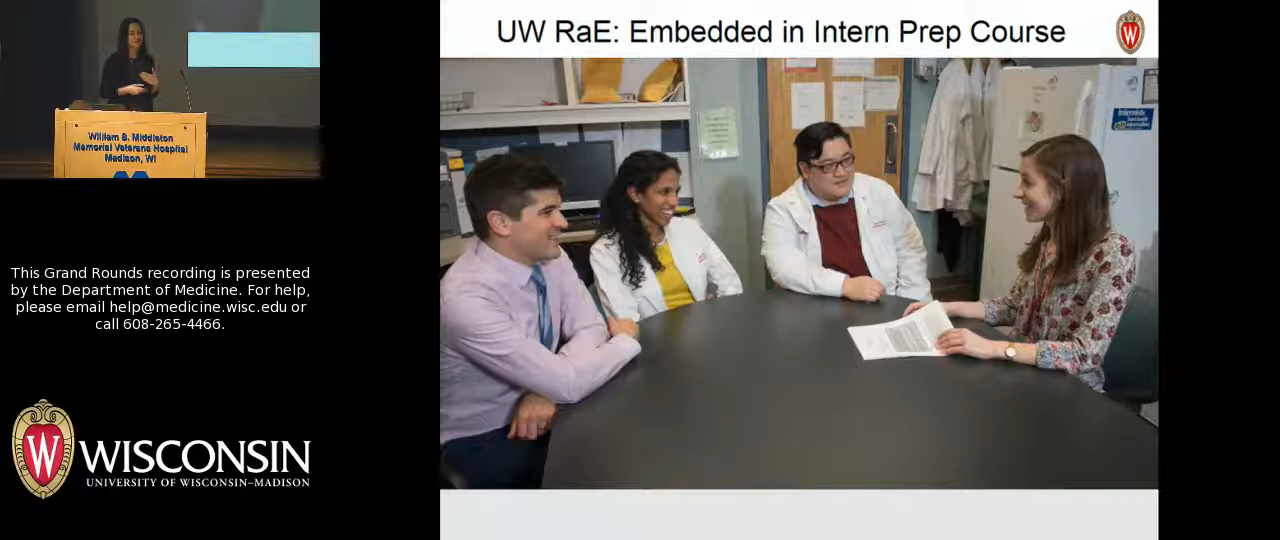 UW RaE: Embedded in Intern Prep Course
W
William S. Middleton
Memorial Veterans Hospital
Madison, WI
This Grand Rounds recording is presented
by the Department of Medicine. For help,
please email help@medicine.wisc.edu or
call 608-265-4466.
W
WISCONSIN
UNIVERSITY OF WISCONSIN–MADISON